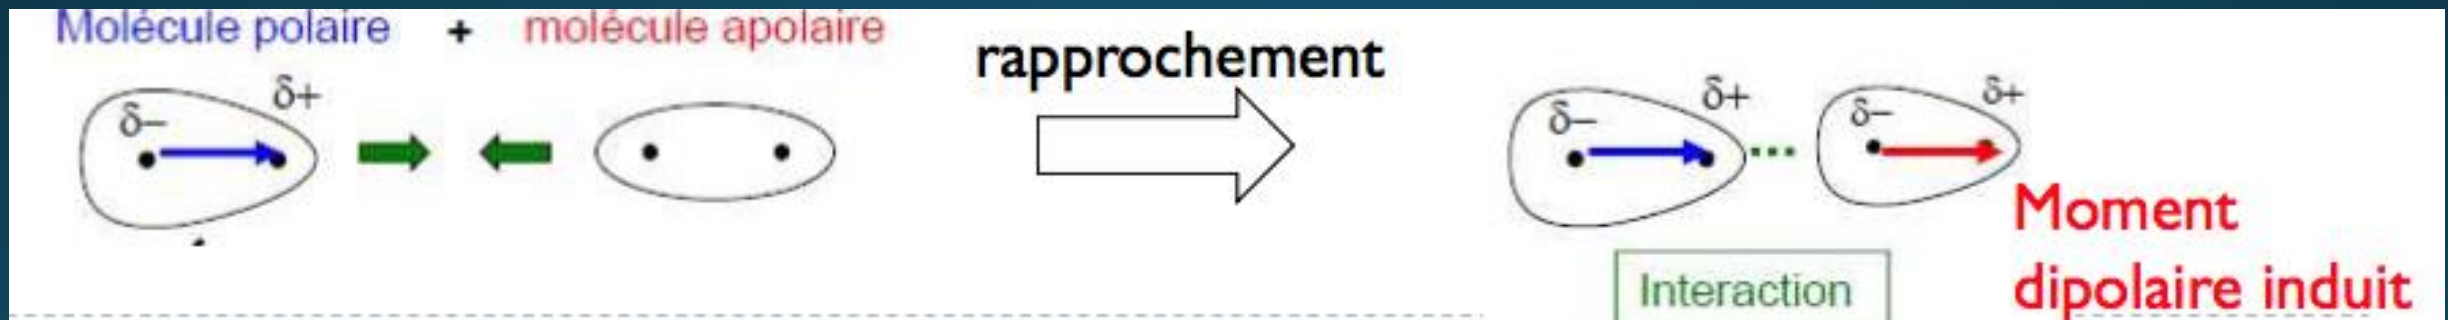 Molécule polaire + molécule apolaire
rapprochement
δ− δ+
δ− δ+
δ− δ+
Moment
dipolaire induit
Interaction